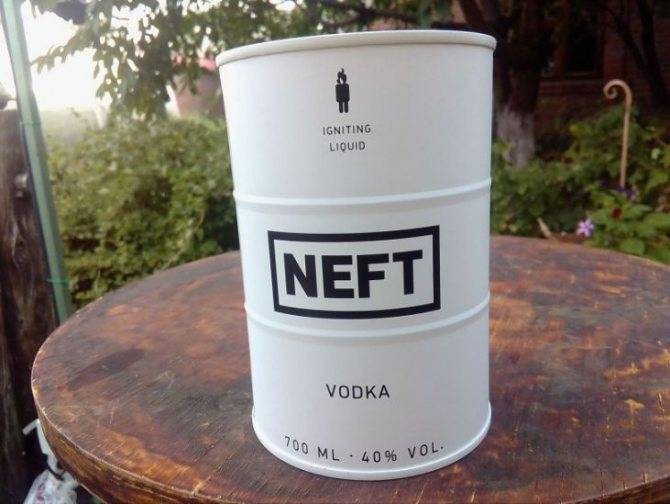 IGNITING
LIQUID
NEFT
VODKA
700 ML · 40% VOL.